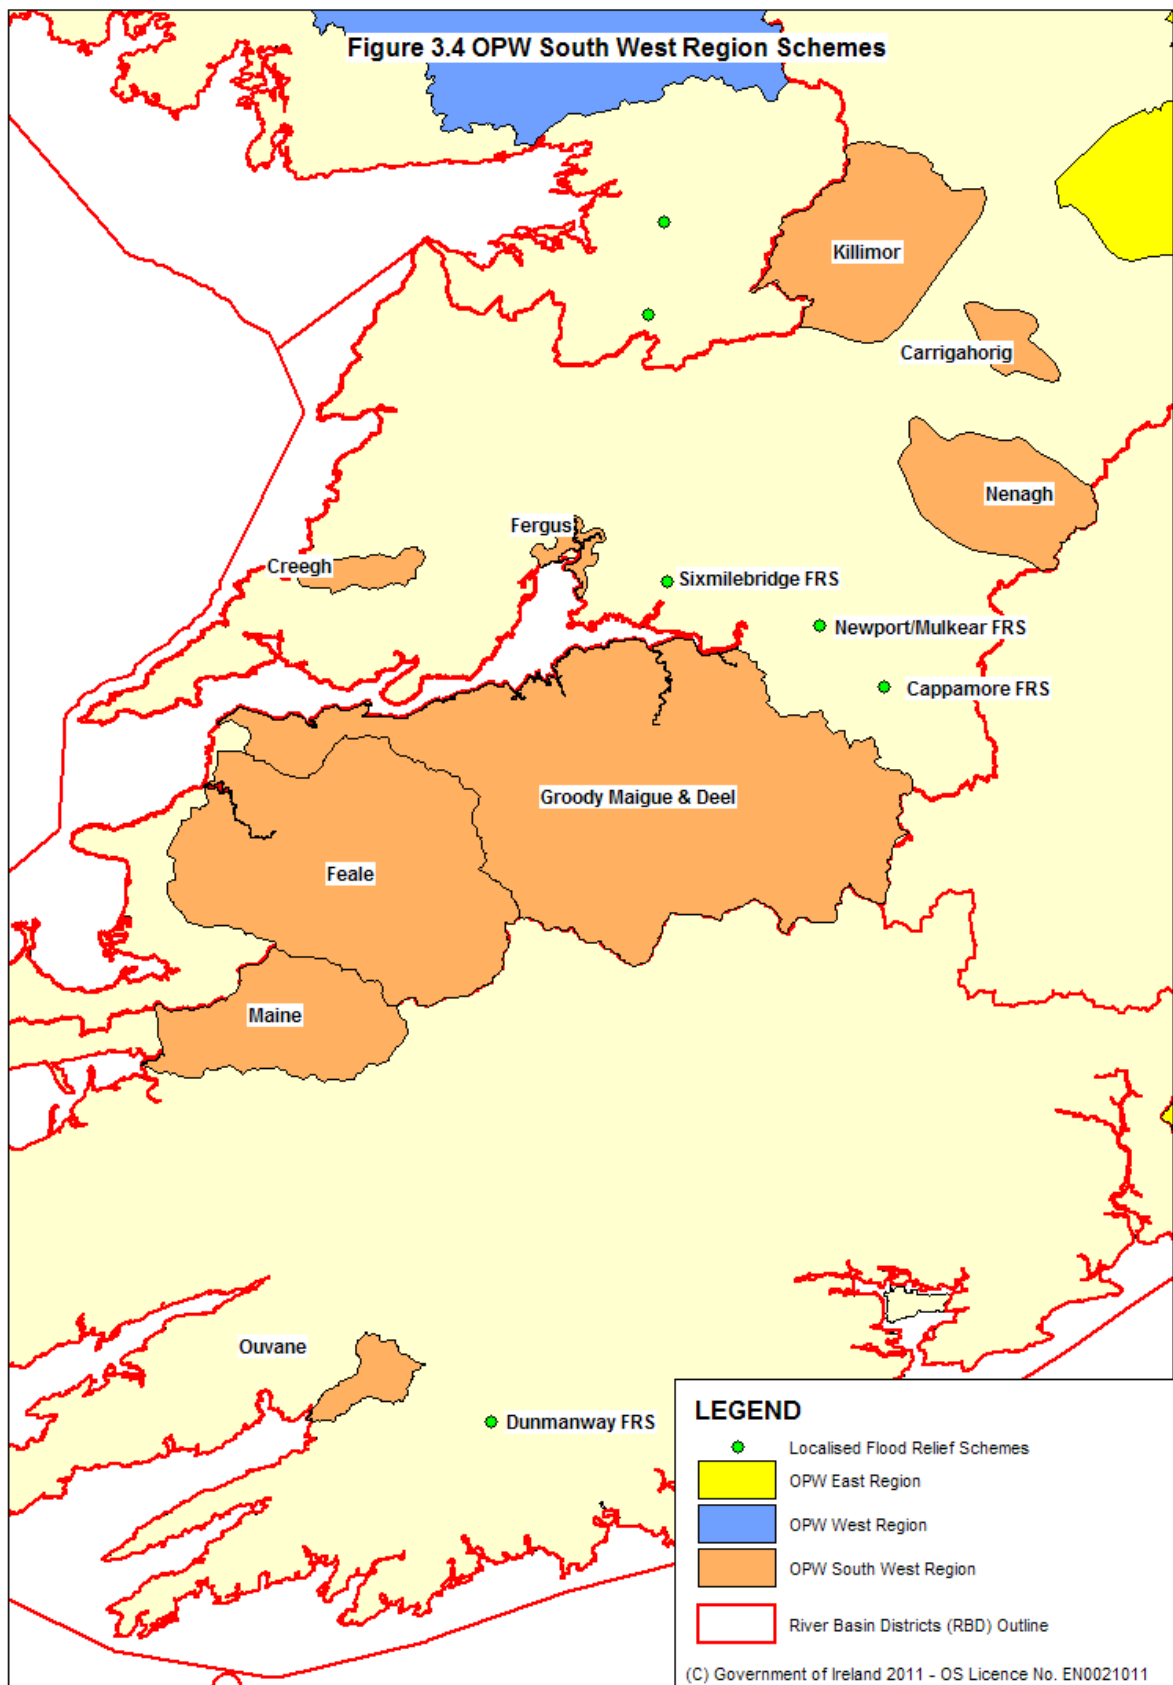 Figure 3.4 OPW South West Region Schemes
Killimor
Carrigahorig
Nenagh
Fergus
Creegh
Sixmilebridge FRS
Newport/Mulkear FRS
Cappamore FRS
Groody Maigue & Deel
Feale
Maine
Ouvane
Dunmanway FRS
LEGEND
Localised Flood Relief Schemes
OPW East Region
OPW West Region
OPW South West Region
River Basin Districts (RBD) Outline
(C) Government of Ireland 2011 - OS Licence No. EN0021011